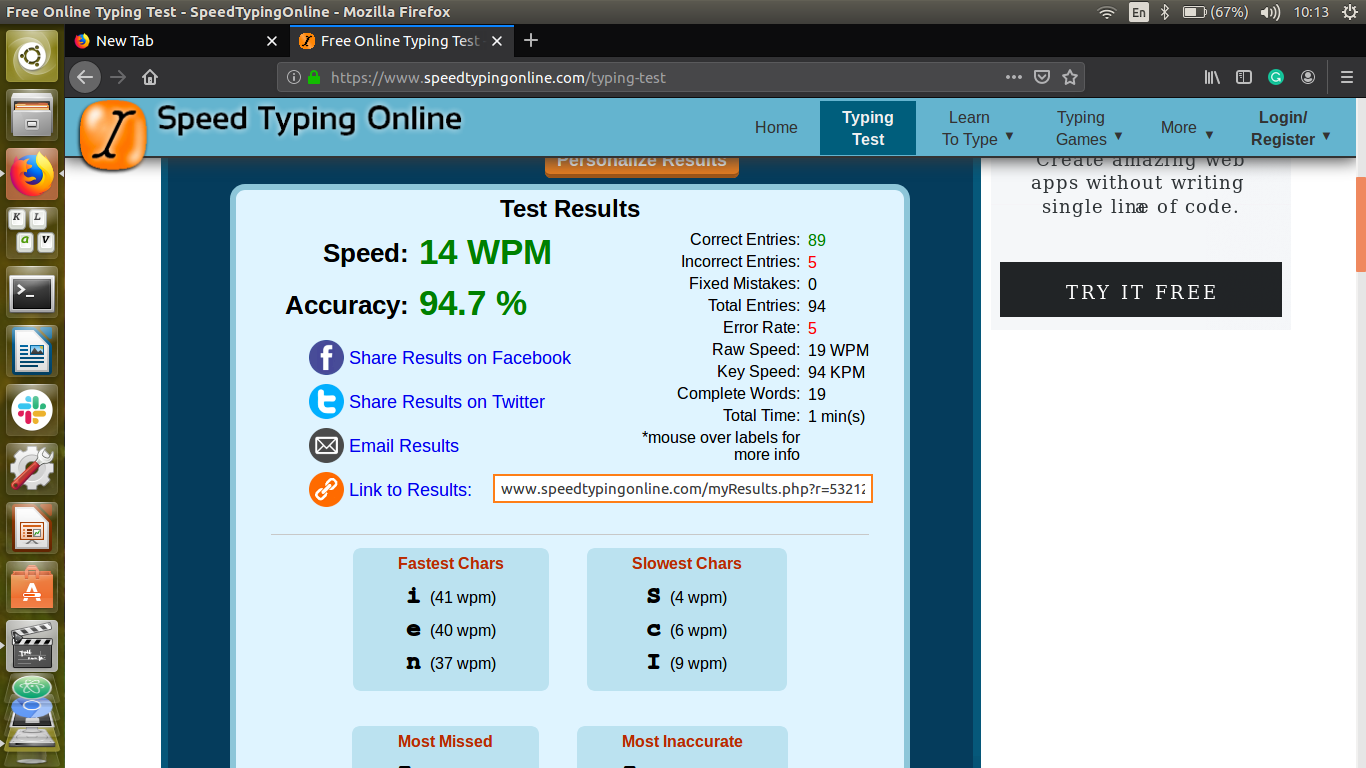 Free Online Typing Test - SpeedTypingOnline - Mozilla Firefox
En
(67%)
10:13
New Tab
Free Online Typing Test
https://www.speedtypingonline.com/typing-test
Speed Typing Online
Home
Typing Test
Learn To Type
Typing Games
More
Login/ Register
Personalize Results
Create amazing web
apps without writing
of code.
TRY IT FREE
Test Results
Speed: 14 WPM
Accuracy: 94.7 %
Correct Entries: 89
Incorrect Entries: 5
Fixed Mistakes: 0
Total Entries: 94
Error Rate: 5
Raw Speed: 19 WPM
Key Speed: 94 KPM
Complete Words: 19
Total Time: 1 min(s)
*mouse over labels for
more info
Share Results on Facebook
Share Results on Twitter
Email Results
Link to Results: www.speedtypingonline.com/myResults.php?r=53212
Fastest Chars
i (41 wpm)
e (40 wpm)
n (37 wpm)
Slowest Chars
S (4 wpm)
c (6 wpm)
I (9 wpm)
Most Missed
Most Inaccurate